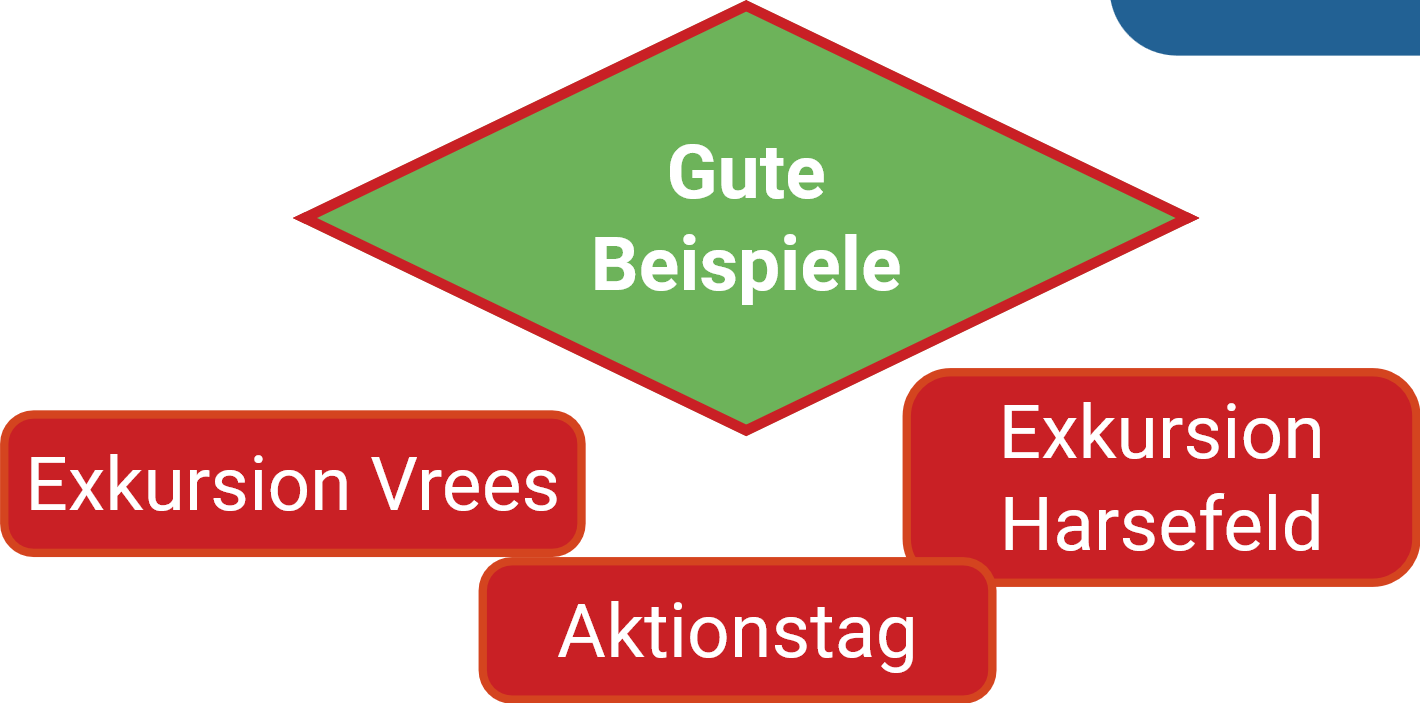 Gute
Beispiele
Exkursion Vrees
Exkursion
Harsefeld
Aktionstag